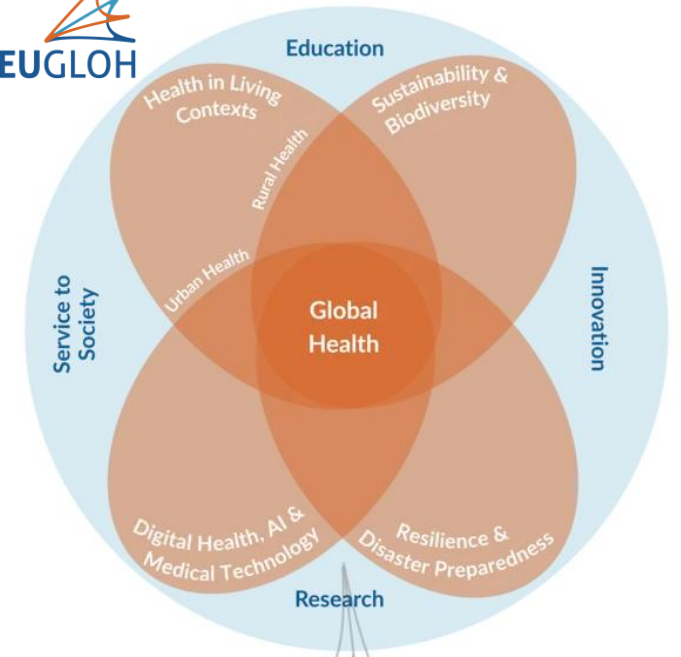 EUGLOH
Education
Health in Living
Contexts
Sustainability &
Biodiversity
Rural Health
Urban Health
Service to
Society
Global
Health
Innovation
Digital Health, AI &
Medical Technology
Resilience &
Disaster Preparedness
Research